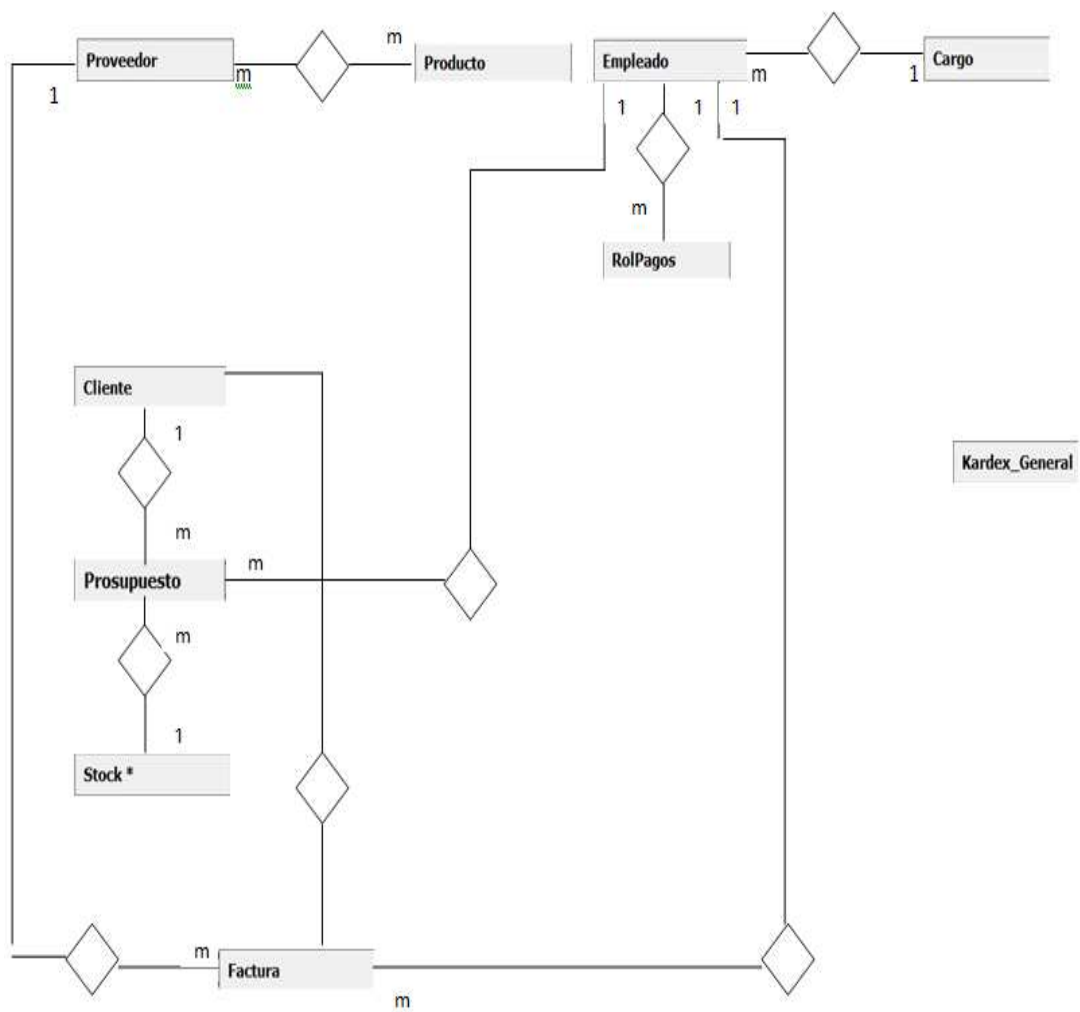 m
Proveedor
m
Producto
Empleado
m
1
Cargo
1
1
1
1
m
RolPagos
Cliente
1
Kardex_General
m
m
Prosupuesto
m
1
Stock *
m
Factura
m